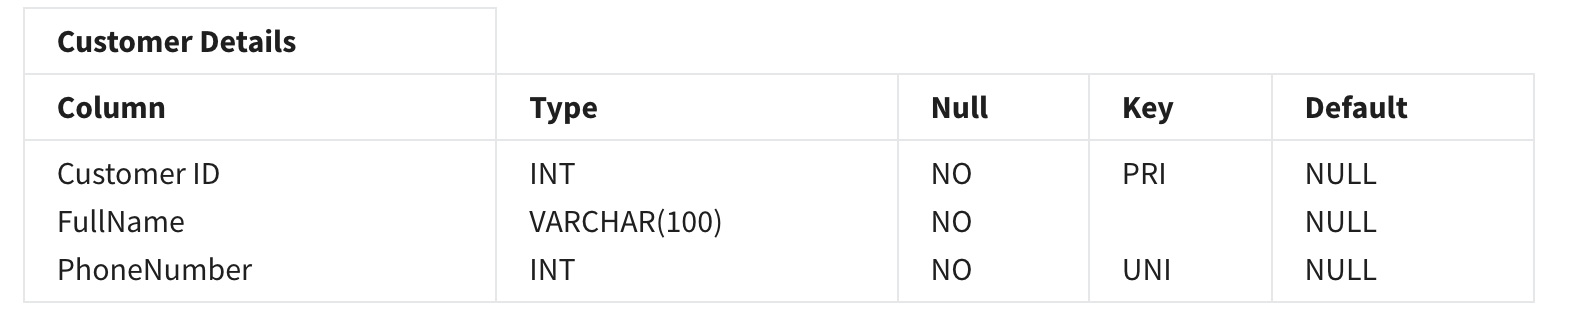 Customer Details
Column Type Null Key Default
Customer ID INT NO PRI NULL
FullName VARCHAR(100) NO NULL
PhoneNumber INT NO UNI NULL